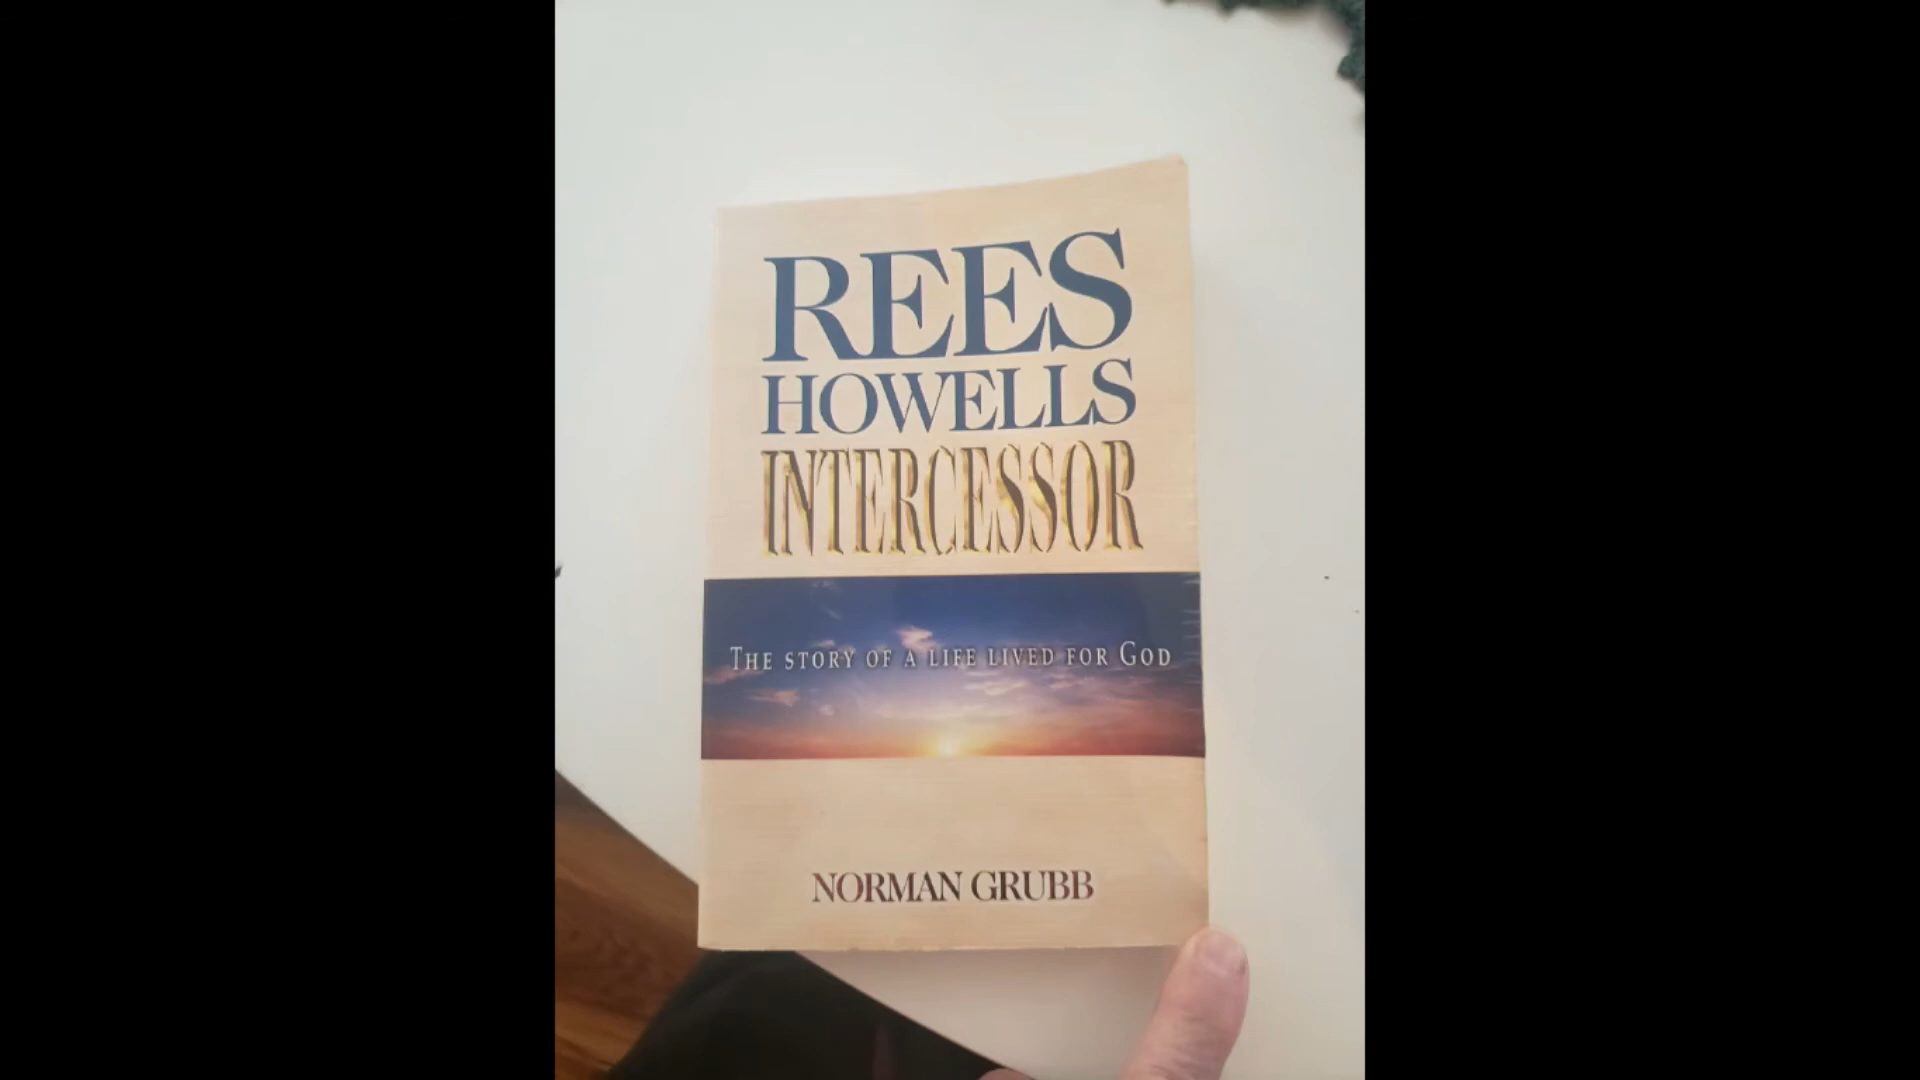 REES
HOWELLS
INTERCESSOR
THE STORY OF A LIFE LIVED FOR GOD
NORMAN GRUBB